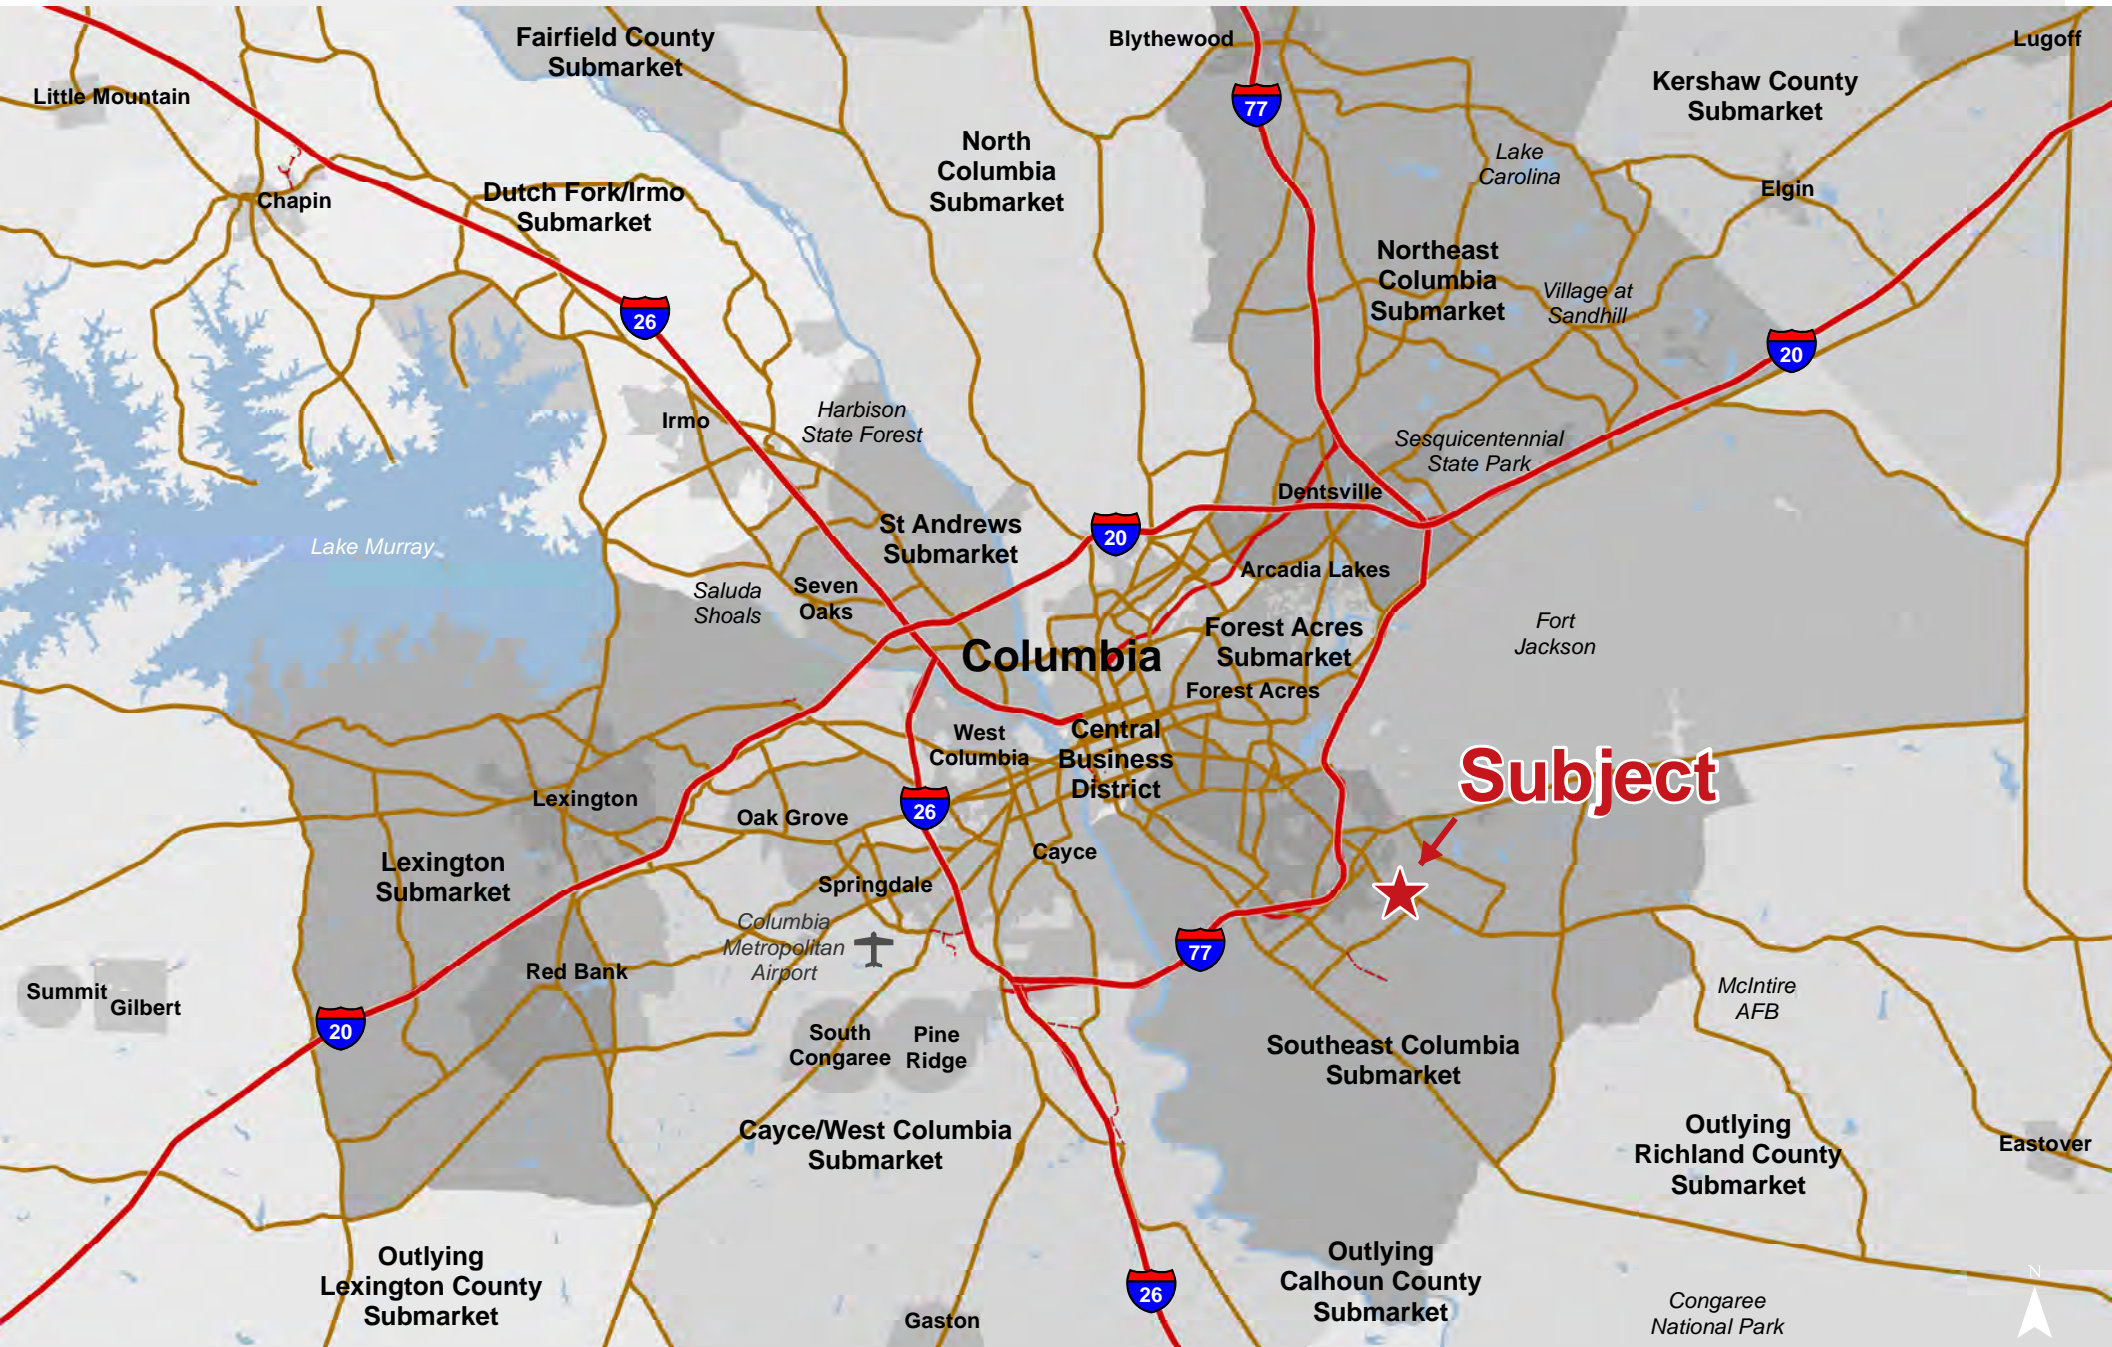 Fairfield County
Submarket
Blythewood
Lugoff
Little Mountain
77
Kershaw County
Submarket
North
Columbia
Submarket
Lake
Carolina
Elgin
Chapin
Dutch Fork/Irmo
Submarket
Northeast
Columbia
Submarket
Village at
Sandhill
26
20
Irmo
Harbison
State Forest
Sesquicentennial
State Park
Dentsville
St Andrews
Submarket
20
Lake Murray
Arcadia Lakes
Saluda
Shoals
Seven
Oaks
Fort
Jackson
Forest Acres
Submarket
Columbia
Forest Acres
West
Columbia
Central
Business
District
Subject
Lexington
Oak Grove
26
Cayce
Lexington
Submarket
Springdale
Columbia
Metropolitan
Airport
77
Red Bank
Summit
Gilbert
McIntire
AFB
20
South
Congaree
Pine
Ridge
Southeast Columbia
Submarket
Cayce/West Columbia
Submarket
Outlying
Richland County
Submarket
Eastover
Outlying
Lexington County
Submarket
Outlying
Calhoun County
Submarket
26
Gaston
Congaree
National Park
N